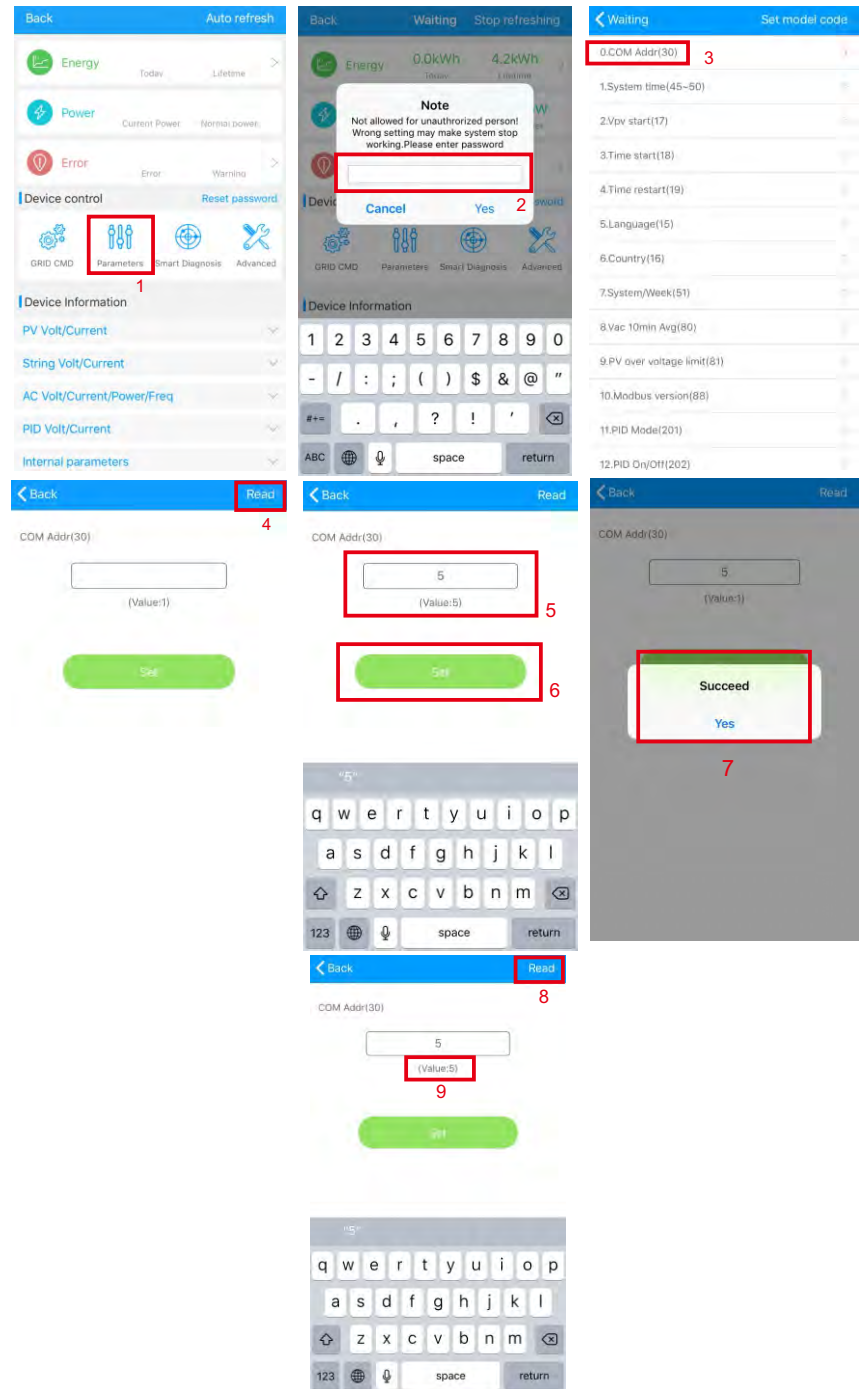 Back Auto refresh
Energy
Today Lifetime
Power
Current Power Normal power
Error
Error Warning
Device control Reset password
GRID CMD Parameters Smart Diagnosis Advanced
1
Device Information
PV Volt/Current
String Volt/Current
AC Volt/Current/Power/Freq
PID Volt/Current
Internal parameters
Back Waiting Stop refreshing
Energy 0.0kWh 4.2kWh
Today Lifetime
W
Note
Not allowed for unauthrorized person!
Wrong setting may make system stop
working.Please enter password
Cancel Yes
2
GRID CMD Parameters Smart Diagnosis Advanced
Device Information
1 2 3 4 5 6 7 8 9 0
- / : ; ( ) $ & @ "
#+= . , ? ! '
ABC space return
Waiting Set model code
0.COM Addr(30)
3
1.System time(45~50)
2.Vpv start(17)
3.Time start(18)
4.Time restart(19)
5.Language(15)
6.Country(16)
7.System/Week(51)
8.Vac 10min Avg(80)
9.PV over voltage limit(81)
10.Modbus version(88)
11.PID Mode(201)
12.PID On/Off(202)
Back Read
4
COM Addr(30)
(Value:1)
Set
Back Read
COM Addr(30)
5
(Value:5)
5
Set
6
"5"
q w e r t y u i o p
a s d f g h j k l
z x c v b n m
123 space return
Back Read
COM Addr(30)
5
(Value:1)
Succeed
Yes
7
Back Read
8
COM Addr(30)
5
(Value:5)
9
Set
"5"
q w e r t y u i o p
a s d f g h j k l
z x c v b n m
123 space return